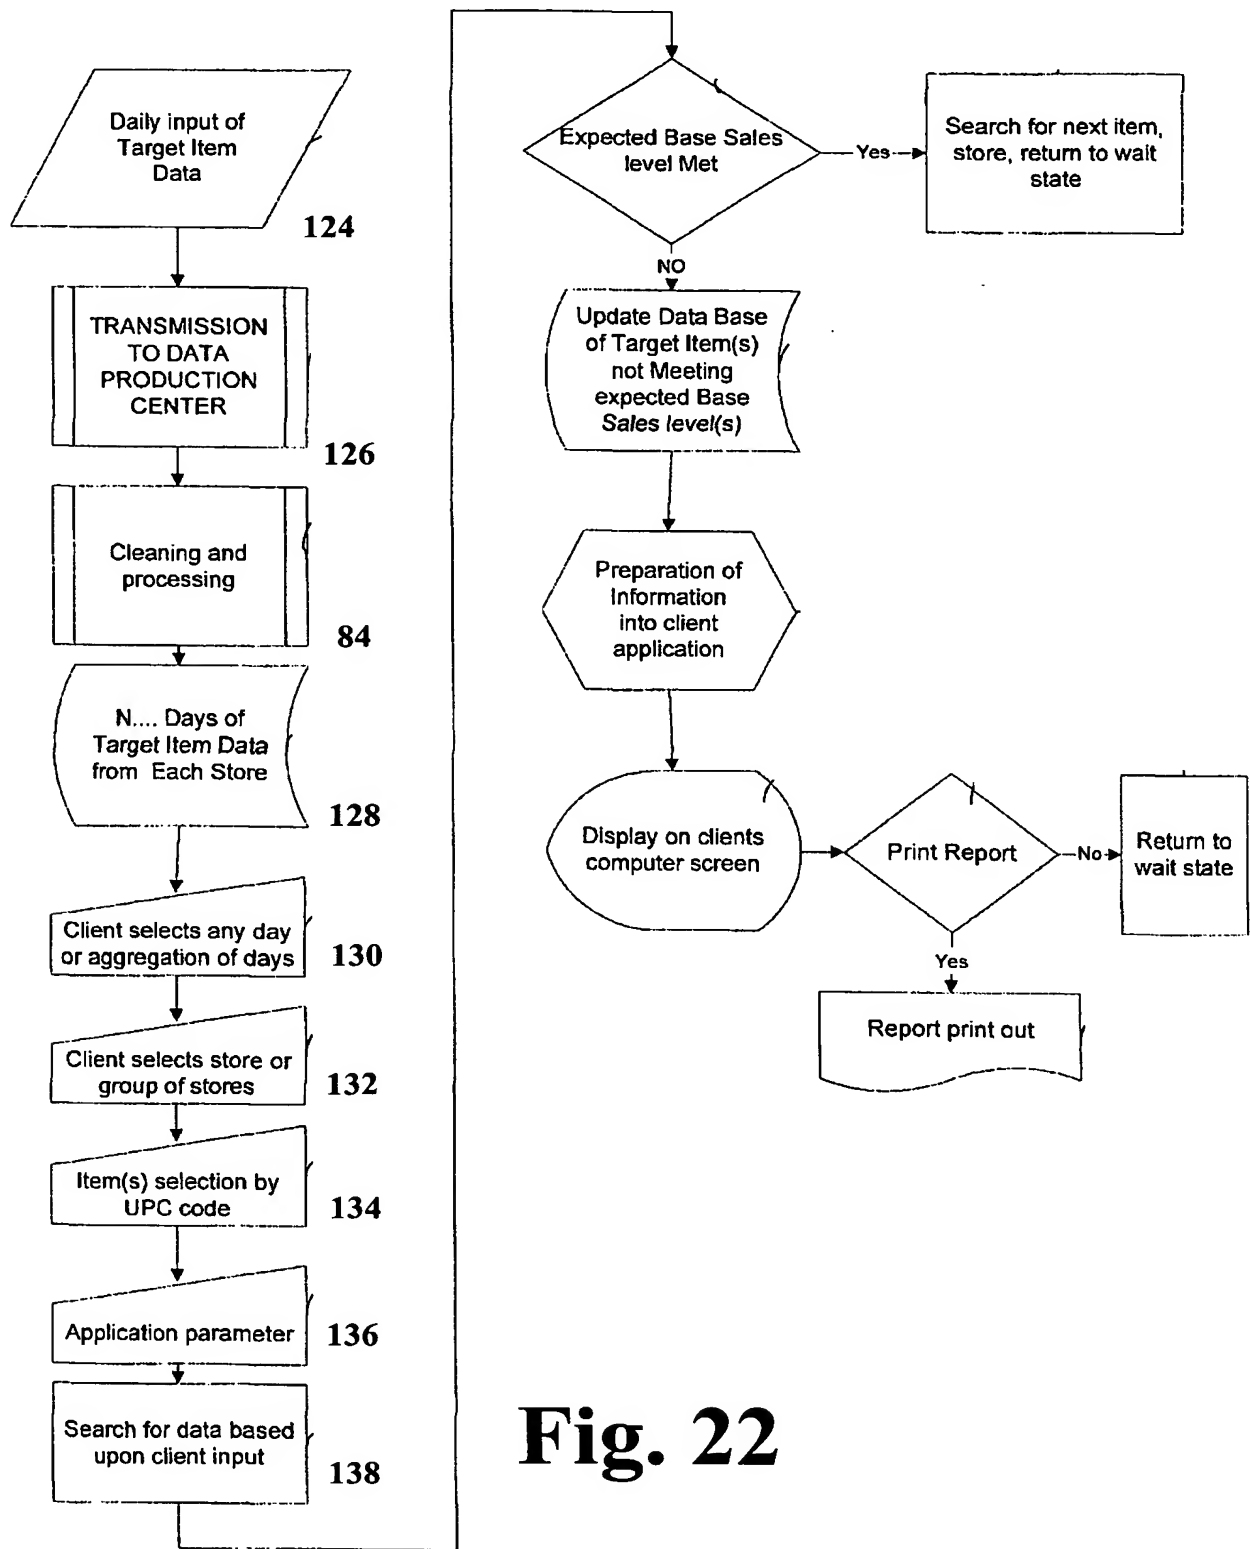 Daily input of
Target Item
Data
124
TRANSMISSION
TO DATA
PRODUCTION
CENTER
126
Cleaning and
processing
84
N.... Days of
Target Item Data
from Each Store
128
Client selects any day
or aggregation of days
130
Client selects store or
group of stores
132
Item(s) selection by
UPC code
134
Application parameter
136
Search for data based
upon client input
138
Expected Base Sales
level Met
Yes
Search for next item,
store, return to wait
state
NO
Update Data Base
of Target Item(s)
not Meeting
expected Base
Sales level(s)
Preparation of
Information
into client
application
Display on clients
computer screen
Print Report
No
Return to
wait state
Yes
Report print out
Fig. 22